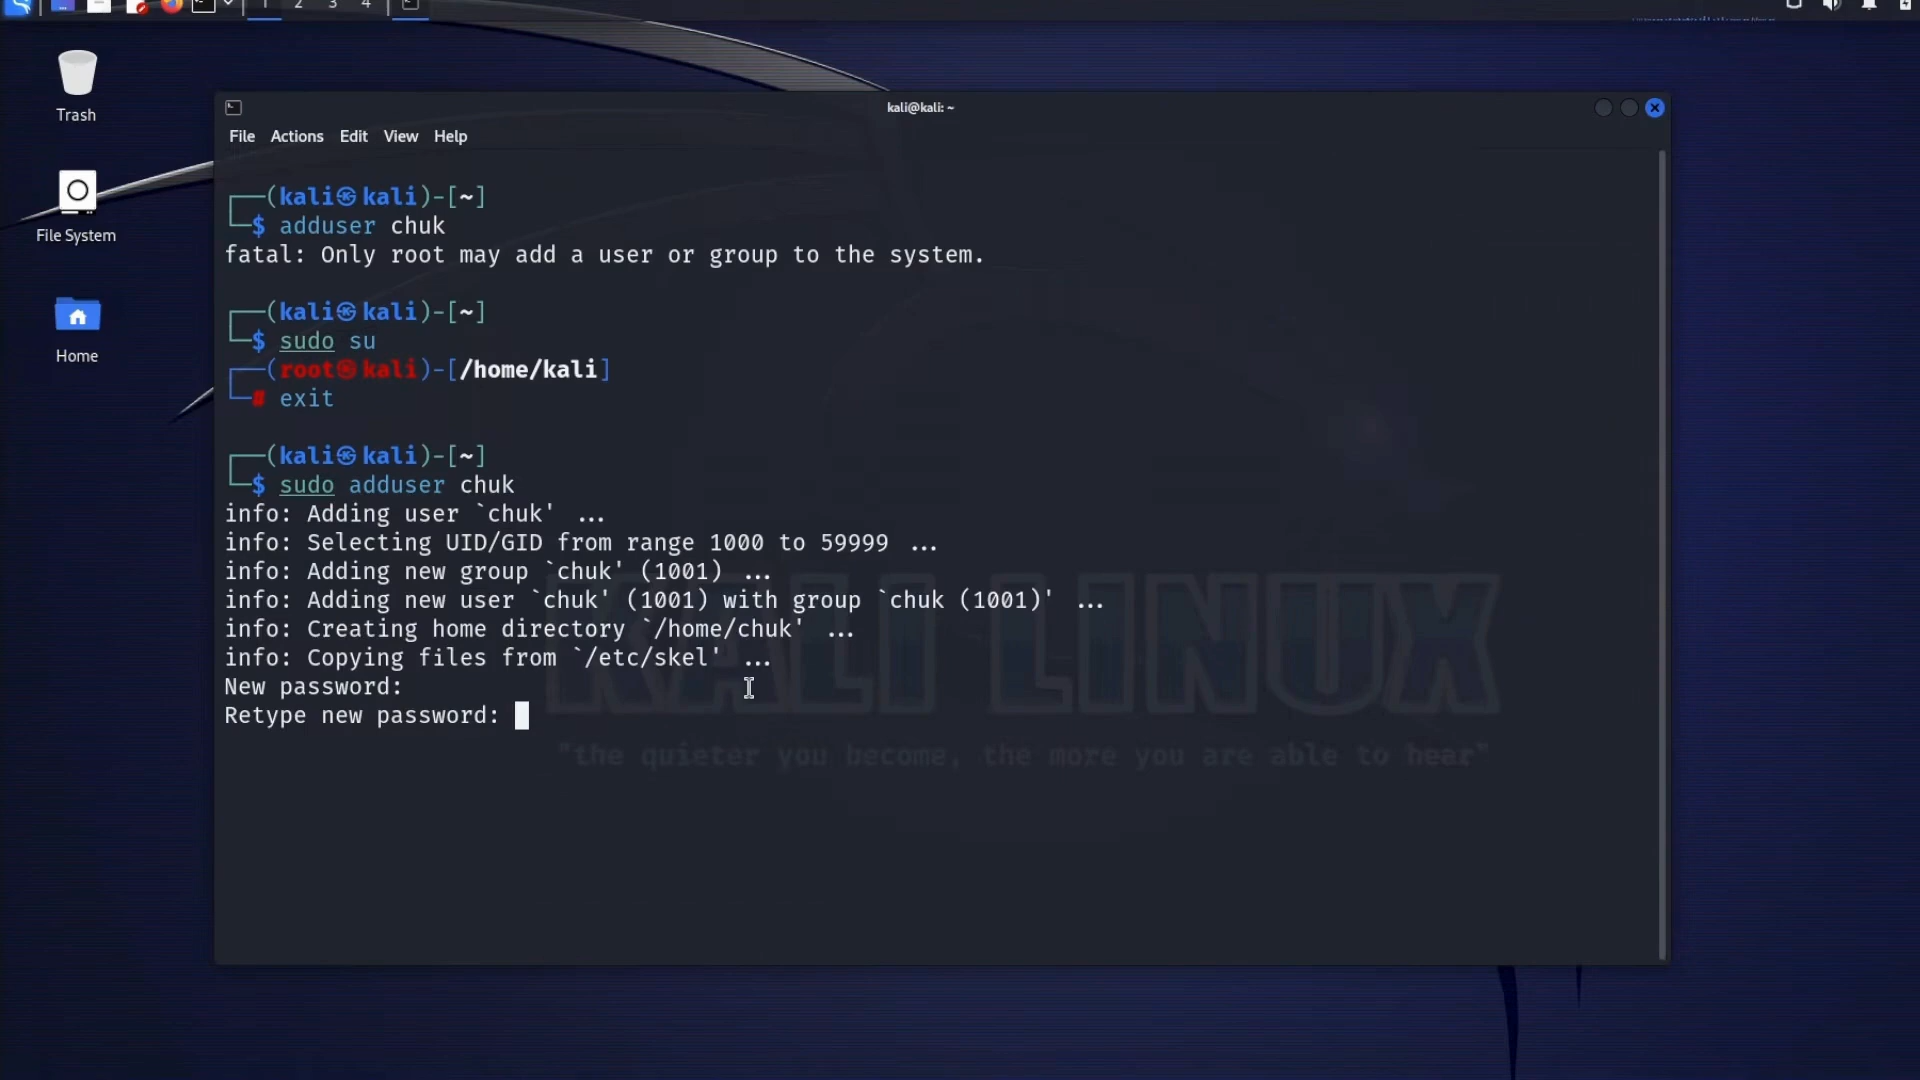 1 2 3 4
Trash
File System
Home
kali@kali: ~
File Actions Edit View Help
┌──(kali㉿kali)-[~]
└─$ adduser chuk
fatal: Only root may add a user or group to the system.
┌──(kali㉿kali)-[~]
└─$ sudo su
┌──(root㉿kali)-[/home/kali]
└─# exit
┌──(kali㉿kali)-[~]
└─$ sudo adduser chuk
info: Adding user `chuk' ...
info: Selecting UID/GID from range 1000 to 59999 ...
info: Adding new group `chuk' (1001) ...
info: Adding new user `chuk' (1001) with group `chuk (1001)' ...
info: Creating home directory `/home/chuk' ...
info: Copying files from `/etc/skel' ...
New password:
Retype new password:
KALI LINUX
"the quieter you become, the more you are able to hear"